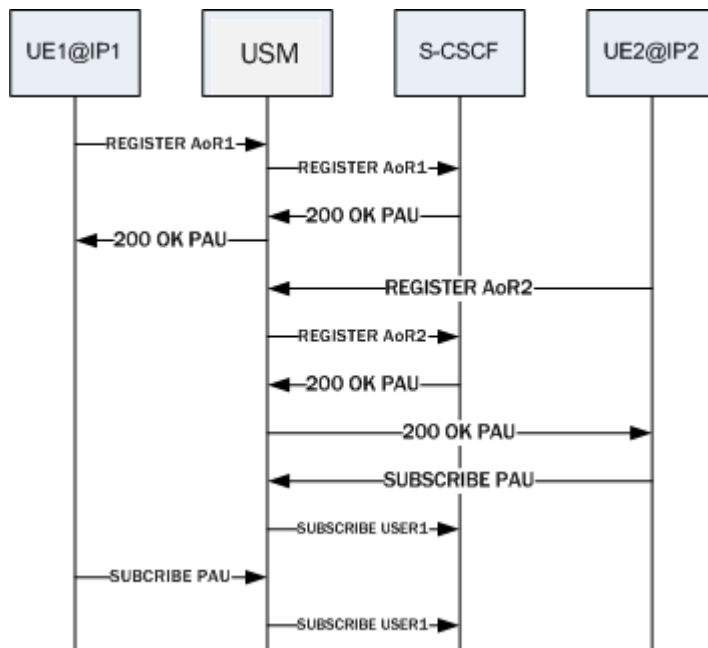 UE1@IP1
USM
S-CSCF
UE2@IP2
REGISTER AoR1
REGISTER AoR1
200 OK PAU
200 OK PAU
REGISTER AoR2
REGISTER AoR2
200 OK PAU
200 OK PAU
SUBSCRIBE PAU
SUBSCRIBE USER1
SUBCRIBE PAU
SUBSCRIBE USER1